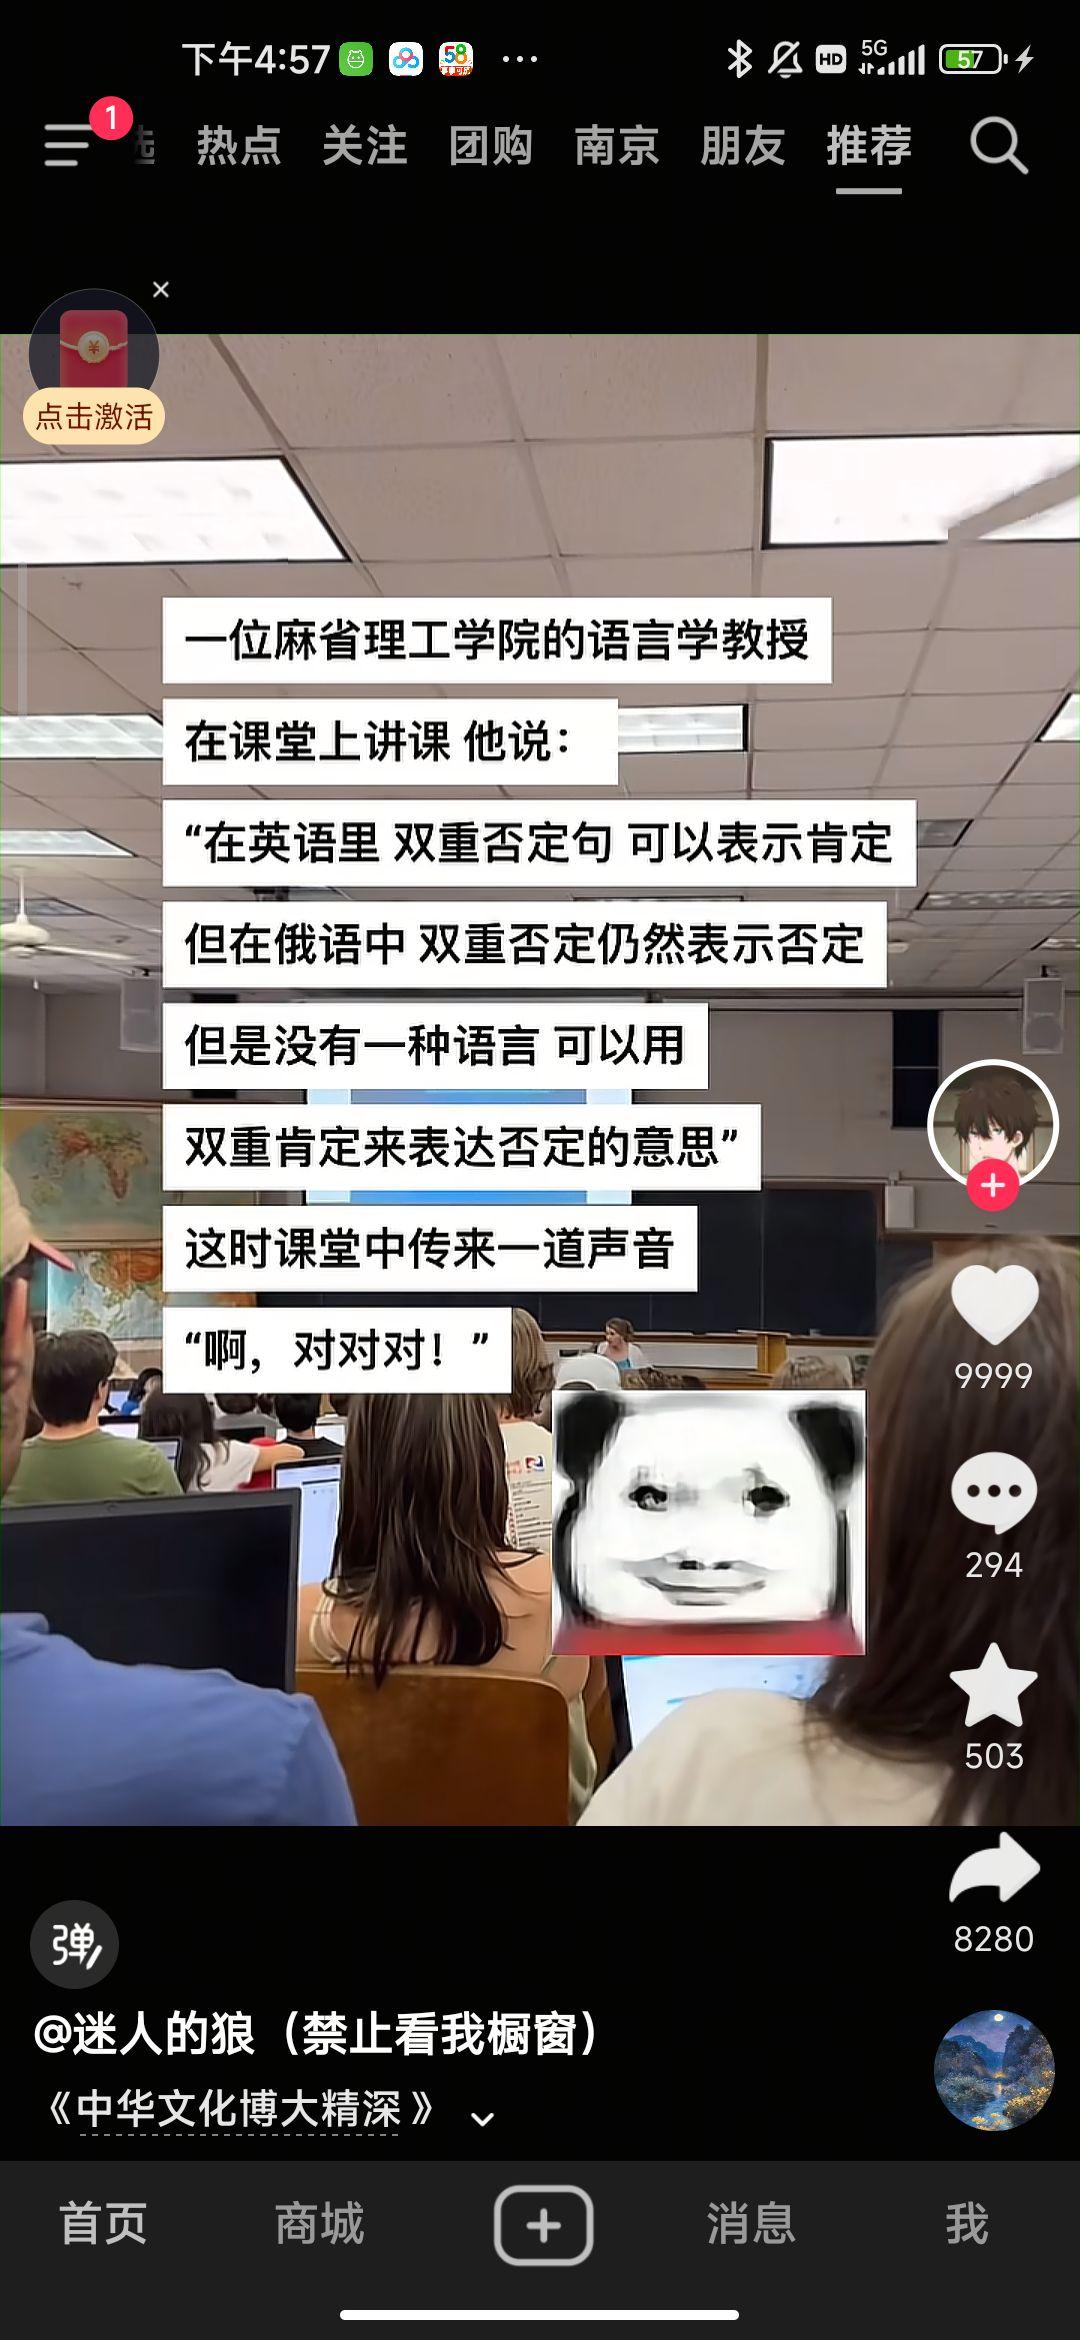 下午4:57
58
HD
5G
57
1
热点
关注
团购
南京
朋友
推荐
点击激活
一位麻省理工学院的语言学教授
在课堂上讲课 他说：
“在英语里 双重否定句 可以表示肯定
但在俄语中 双重否定仍然表示否定
但是没有一种语言 可以用
双重肯定来表达否定的意思”
这时课堂中传来一道声音
“啊，对对对！”
9999
294
503
8280
弹
@迷人的狼（禁止看我橱窗）
《中华文化博大精深》
首页
商城
消息
我